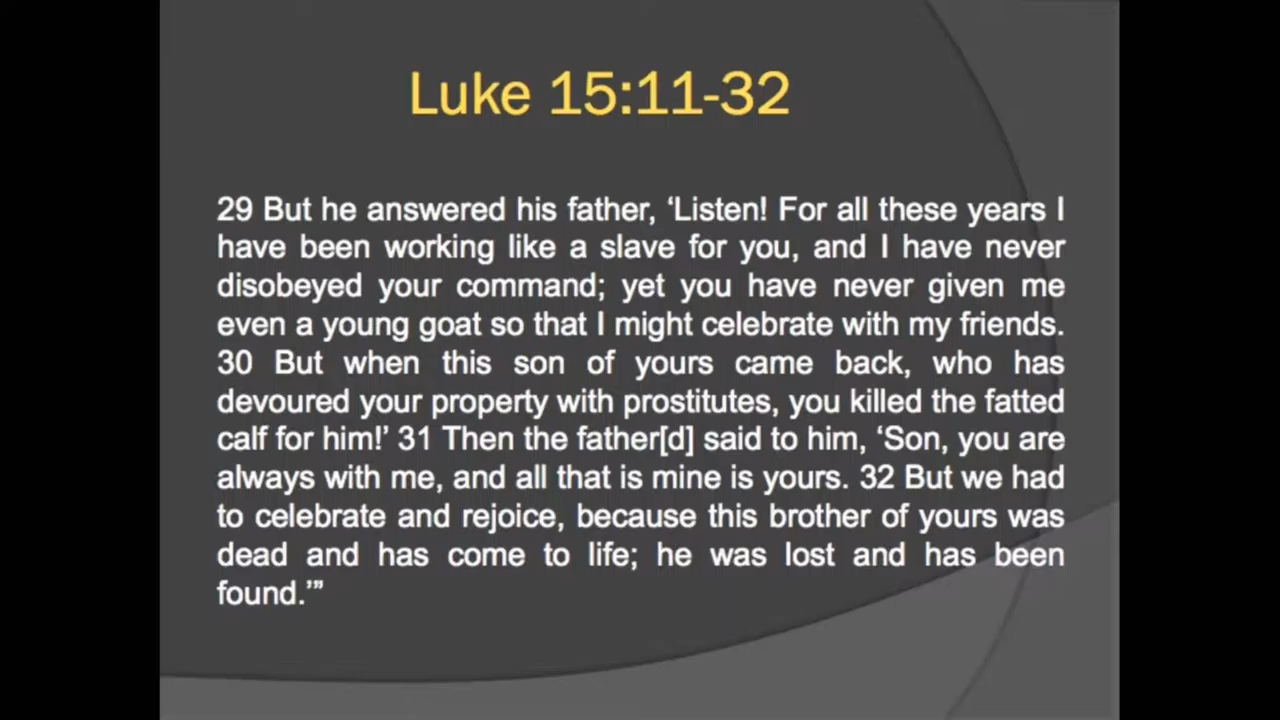 Luke 15:11-32
29 But he answered his father, ‘Listen! For all these years I
have been working like a slave for you, and I have never
disobeyed your command; yet you have never given me
even a young goat so that I might celebrate with my friends.
30 But when this son of yours came back, who has
devoured your property with prostitutes, you killed the fatted
calf for him!’ 31 Then the father[d] said to him, ‘Son, you are
always with me, and all that is mine is yours. 32 But we had
to celebrate and rejoice, because this brother of yours was
dead and has come to life; he was lost and has been
found.’”